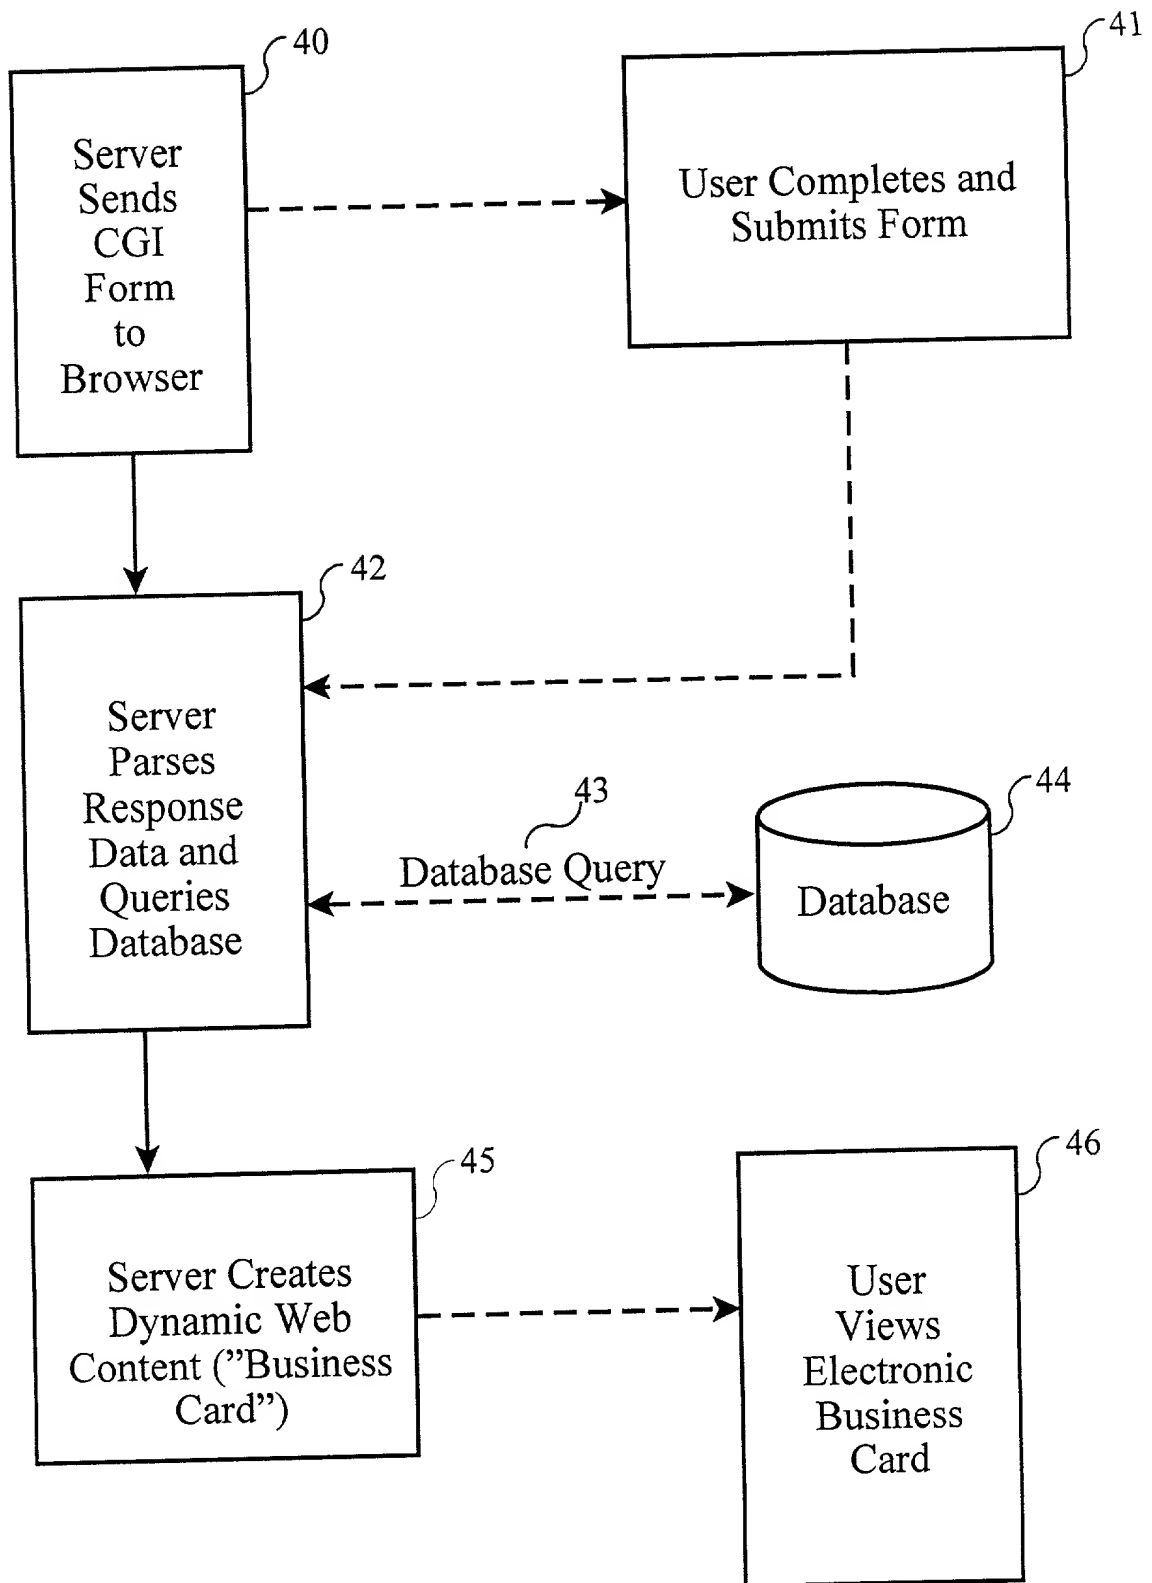 40
Server
Sends
CGI
Form
to
Browser
41
User Completes and
Submits Form
42
Server
Parses
Response
Data and
Queries
Database
43
Database Query
44
Database
45
Server Creates
Dynamic Web
Content (”Business
Card”)
46
User
Views
Electronic
Business
Card